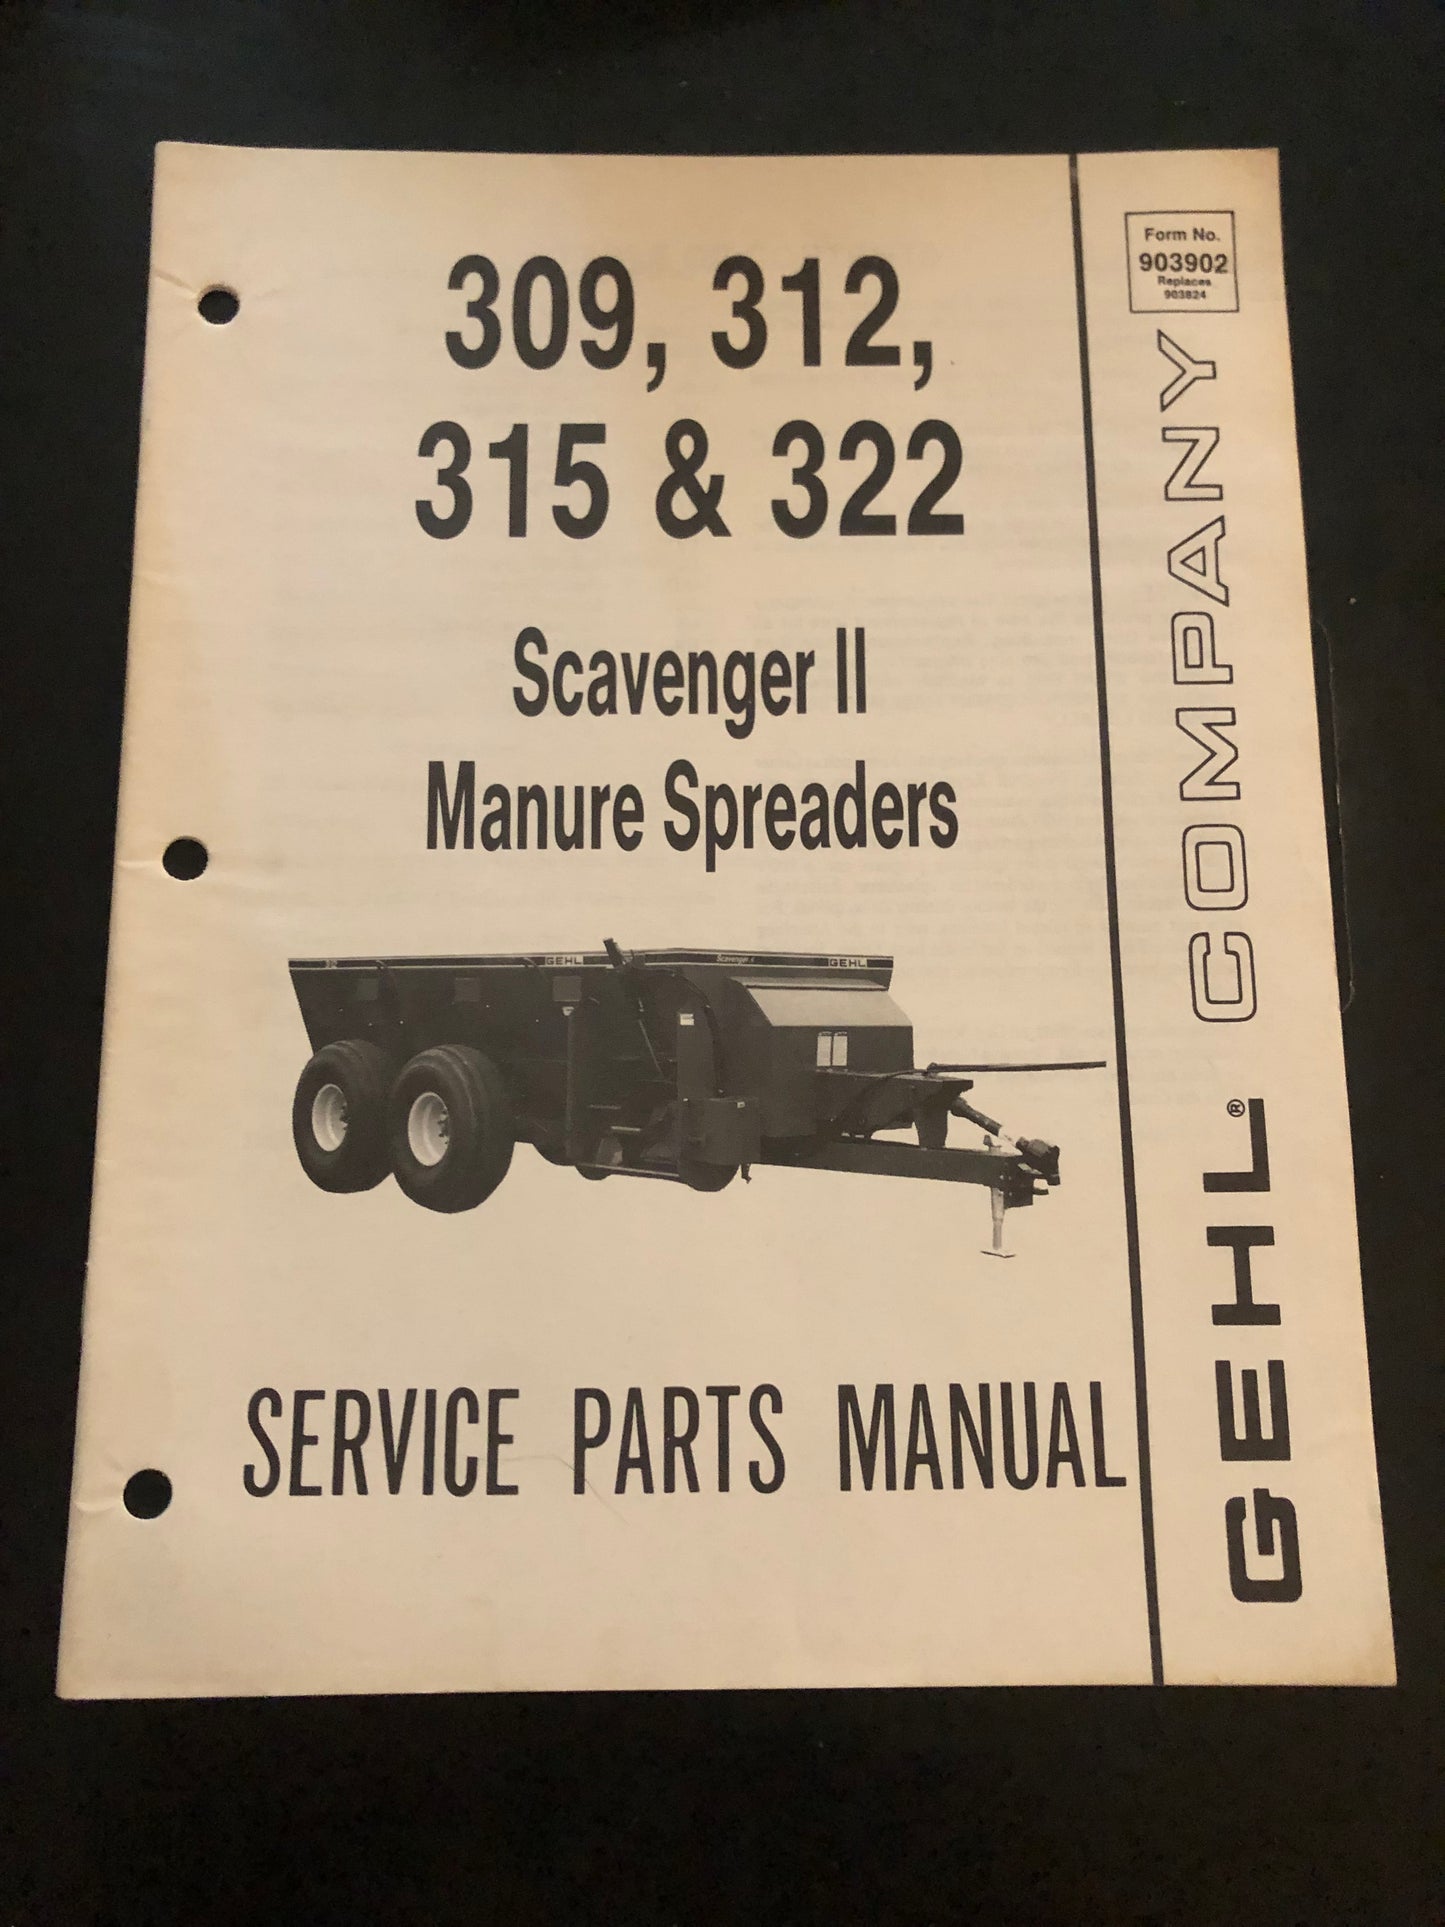 309, 312,
315 & 322
Scavenger II
Manure Spreaders
312 GEHL Scavenger II GEHL
SERVICE PARTS MANUAL
Form No.
903902
Replaces
903824
GEHL® COMPANY